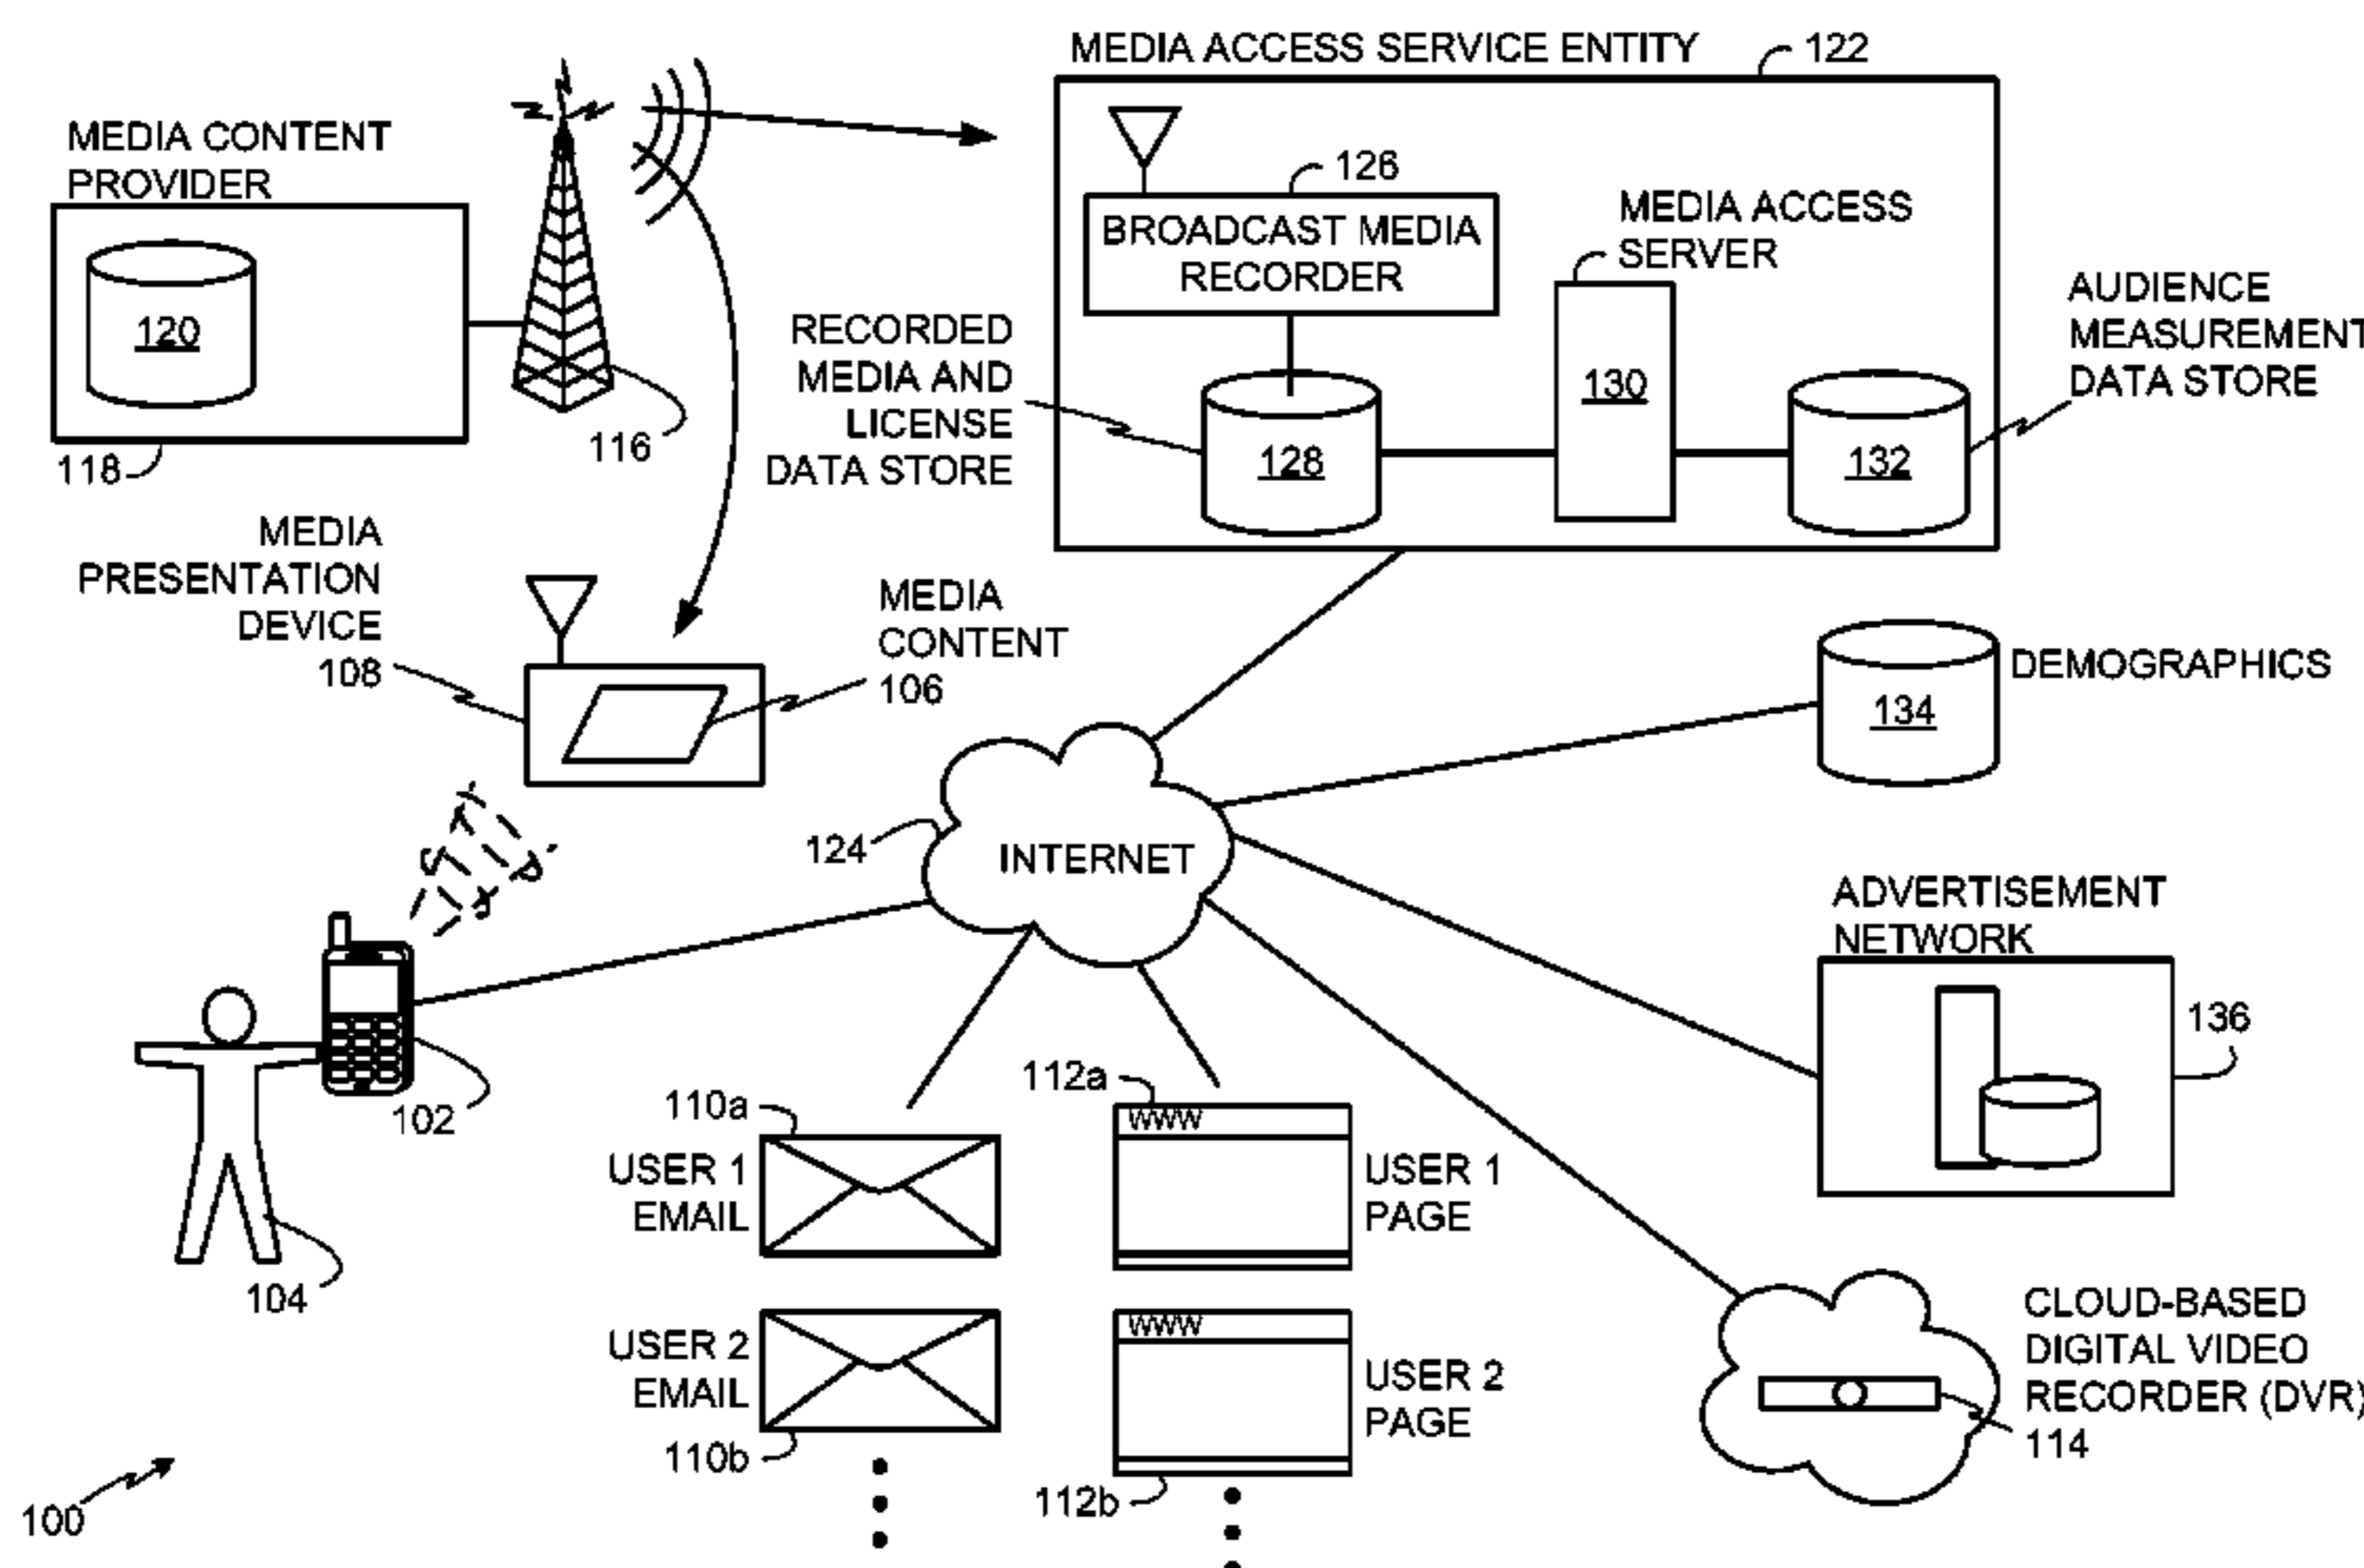 MEDIA ACCESS SERVICE ENTITY
122
MEDIA CONTENT
PROVIDER
120
118
116
126
BROADCAST MEDIA
RECORDER
MEDIA ACCESS
SERVER
130
RECORDED
MEDIA AND
LICENSE
DATA STORE
128
132
AUDIENCE
MEASUREMENT
DATA STORE
MEDIA
PRESENTATION
DEVICE
108
MEDIA
CONTENT
106
134
DEMOGRAPHICS
124
INTERNET
ADVERTISEMENT
NETWORK
136
102
104
110a
USER 1
EMAIL
112a
WWW
USER 1
PAGE
USER 2
EMAIL
110b
WWW
USER 2
PAGE
112b
CLOUD-BASED
DIGITAL VIDEO
RECORDER (DVR)
114
100